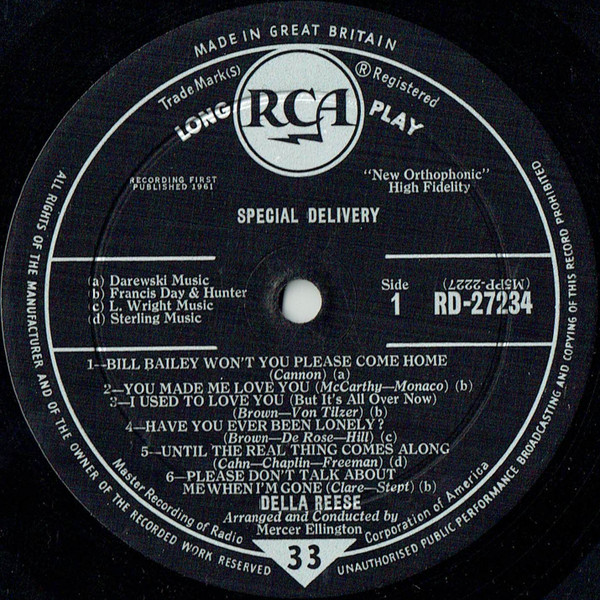 MADE IN GREAT BRITAIN
Trade Mark(s) ® Registered
LONG RCA PLAY
RECORDING FIRST
PUBLISHED 1961
"New Orthophonic"
High Fidelity
SPECIAL DELIVERY
(a) Darewski Music
(b) Francis Day & Hunter
(c) L. Wright Music
(d) Sterling Music
Side
1
(M5PP-2227)
RD-27234
1—BILL BAILEY WON'T YOU PLEASE COME HOME
(Cannon) (a)
2—YOU MADE ME LOVE YOU (McCarthy—Monaco) (b)
3—I USED TO LOVE YOU (But It's All Over Now)
(Brown—Von Tilzer) (b)
4—HAVE YOU EVER BEEN LONELY?
(Brown—De Rose—Hill) (c)
5—UNTIL THE REAL THING COMES ALONG
(Cahn—Chaplin—Freeman) (d)
6—PLEASE DON'T TALK ABOUT
ME WHEN I'M GONE (Clare—Stept) (b)
DELLA REESE
Arranged and Conducted by
Mercer Ellington
Master Recording of Radio Corporation of America
33
ALL RIGHTS OF THE MANUFACTURER AND OF THE OWNER OF THE RECORDED WORK RESERVED
UNAUTHORISED PUBLIC PERFORMANCE BROADCASTING AND COPYING OF THIS RECORD PROHIBITED